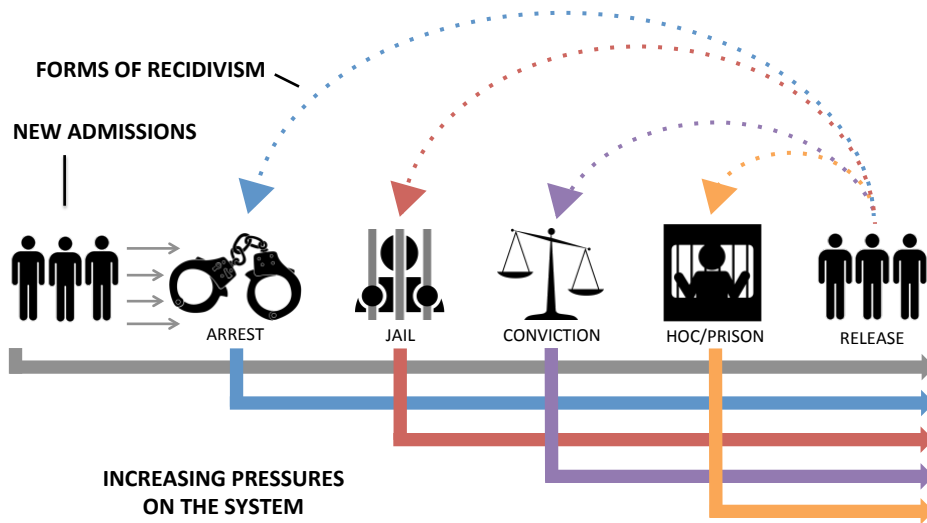 FORMS OF RECIDIVISM
NEW ADMISSIONS
ARREST
JAIL
CONVICTION
HOC/PRISON
RELEASE
INCREASING PRESSURES
ON THE SYSTEM